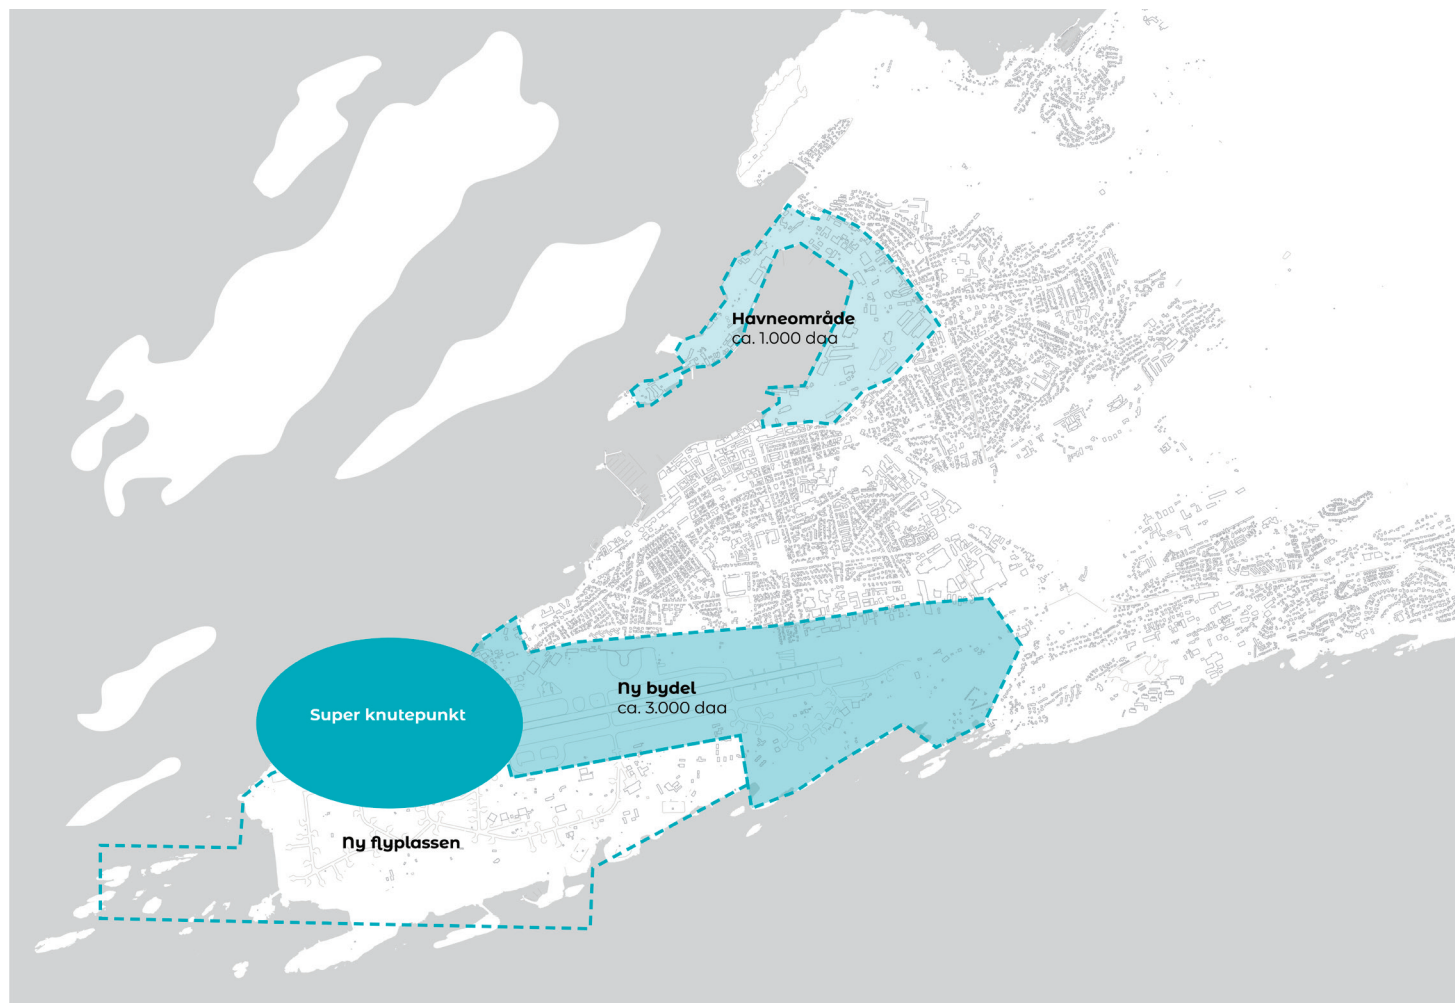 Havneområde
ca. 1.000 daa
Ny bydel
ca. 3.000 daa
Super knutepunkt
Ny flyplassen